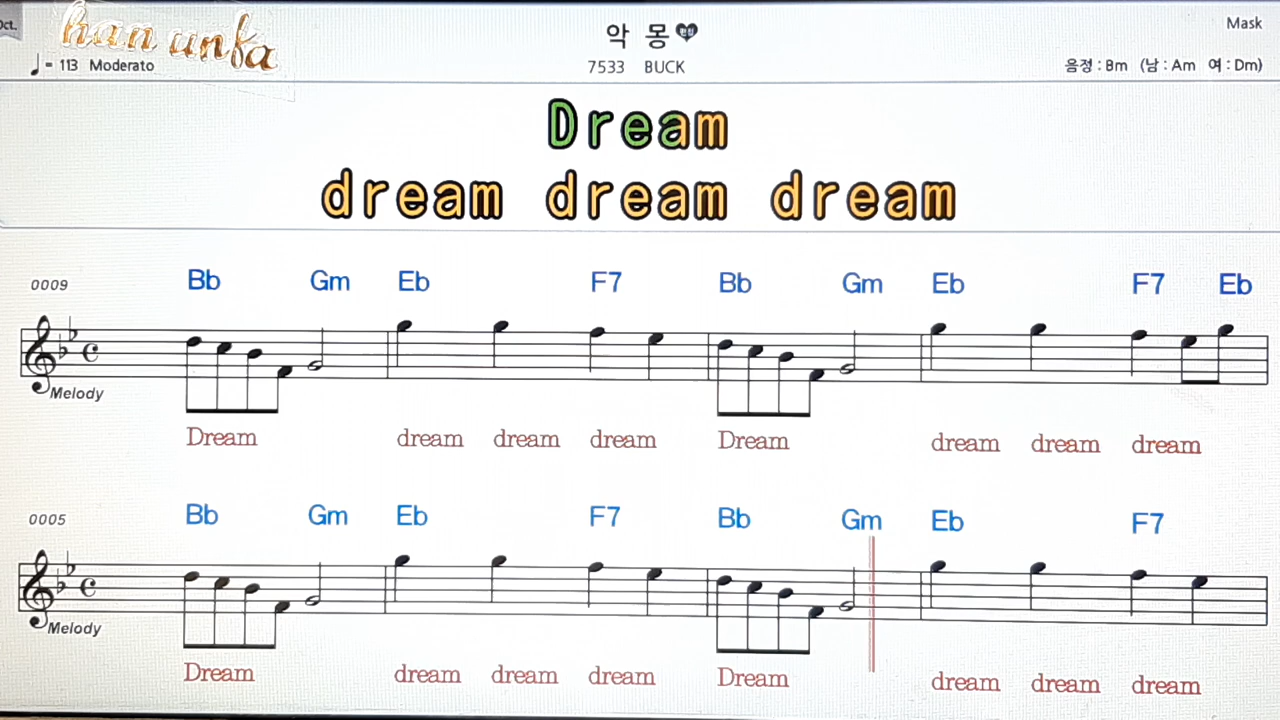 Oct.
han unfa
악 몽 편집
Mask
♩= 113 Moderato
7533 BUCK
음정 : Bm (남 : Am 여 : Dm)
Dream
dream dream dream
0009 Bb Gm Eb F7 Bb Gm Eb F7 Eb
Melody
Dream dream dream dream Dream dream dream dream
0005 Bb Gm Eb F7 Bb Gm Eb F7
Melody
Dream dream dream dream Dream dream dream dream